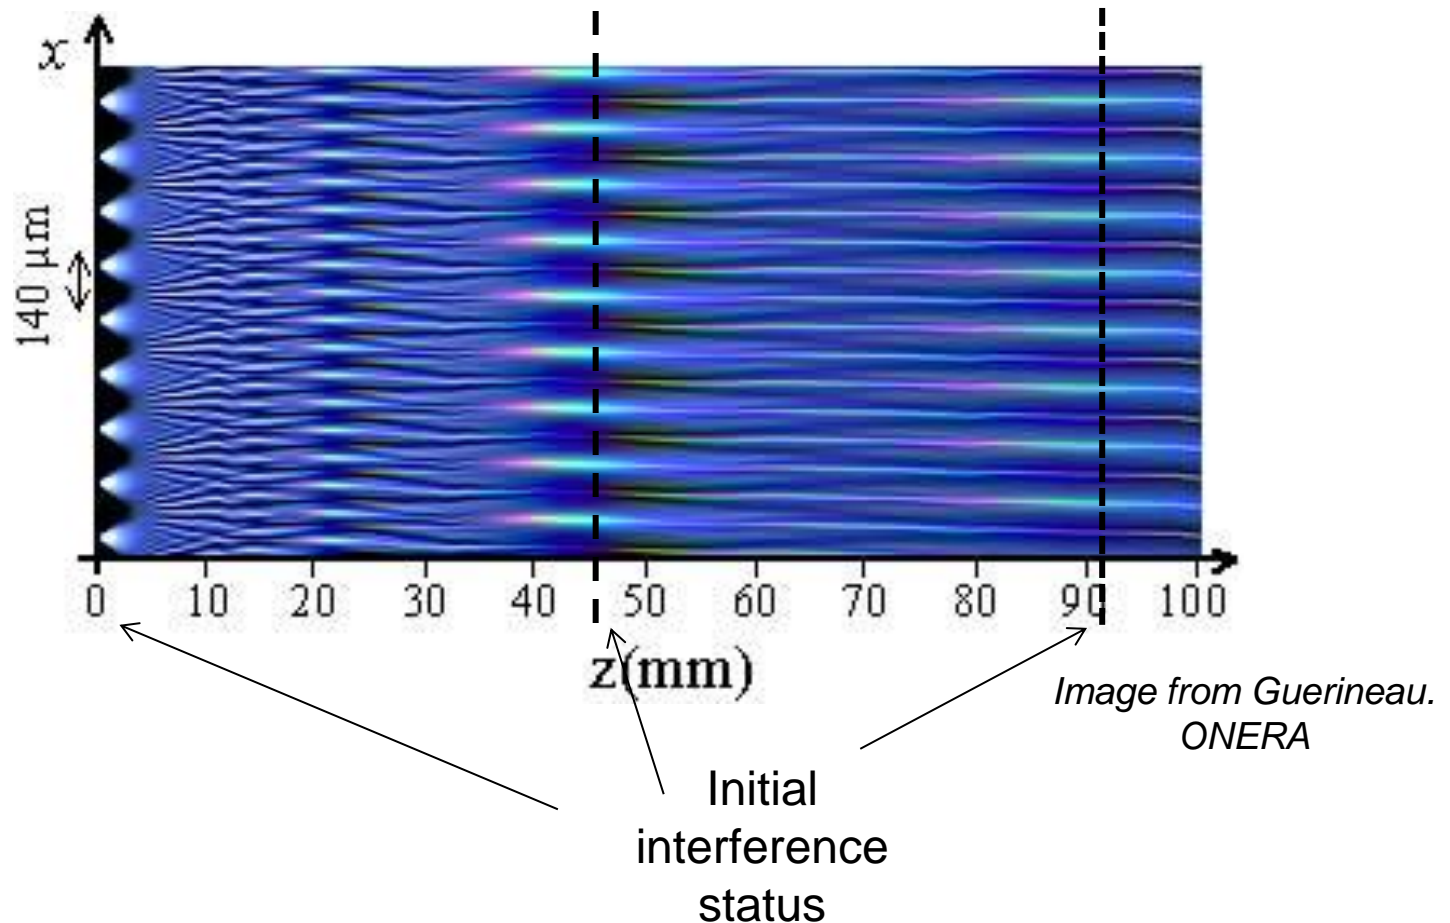 x
140 μm
0 10 20 30 40 50 60 70 80 90 100
z(mm)
Image from Guerineau.
ONERA
Initial
interference
status